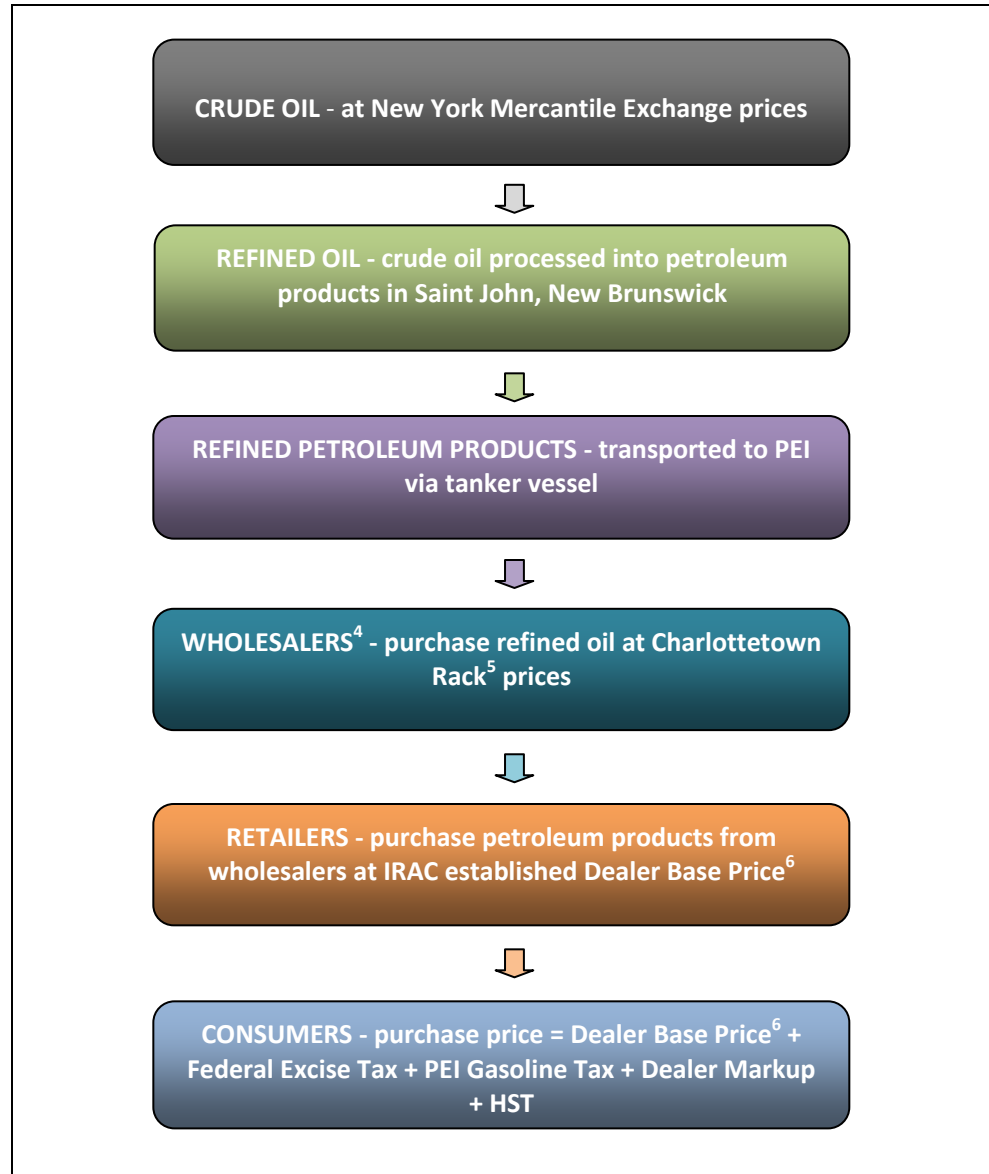 CRUDE OIL - at New York Mercantile Exchange prices
REFINED OIL - crude oil processed into petroleum
products in Saint John, New Brunswick
REFINED PETROLEUM PRODUCTS - transported to PEI
via tanker vessel
WHOLESALERS⁴ - purchase refined oil at Charlottetown
Rack⁵ prices
RETAILERS - purchase petroleum products from
wholesalers at IRAC established Dealer Base Price⁶
CONSUMERS - purchase price = Dealer Base Price⁶ +
Federal Excise Tax + PEI Gasoline Tax + Dealer Markup
+ HST